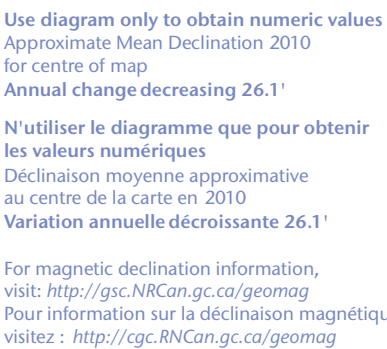 Use diagram only to obtain numeric values
Approximate Mean Declination 2010
for centre of map
Annual change decreasing 26.1'
N'utiliser le diagramme que pour obtenir
les valeurs numériques
Déclinaison moyenne approximative
au centre de la carte en 2010
Variation annuelle décroissante 26.1'
For magnetic declination information,
visit: http://gsc.NRCan.gc.ca/geomag
Pour information sur la déclinaison magnétiqu
visitez : http://cgc.RNCan.gc.ca/geomag